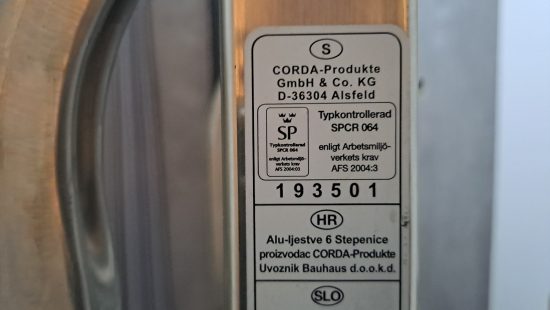 S
CORDA-Produkte
GmbH & Co. KG
D-36304 Alsfeld
SP
Typkontrollerad
SPCR 064
enligt Arbetsmiljö-
verkets krav
AFS 2004:03
Typkontrollerad
SPCR 064
enligt Arbetsmiljö-
verkets krav
AFS 2004:3
193501
HR
Alu-ljestve 6 Stepenice
proizvodac CORDA-Produkte
Uvoznik Bauhaus d.o.o.k.d.
SLO